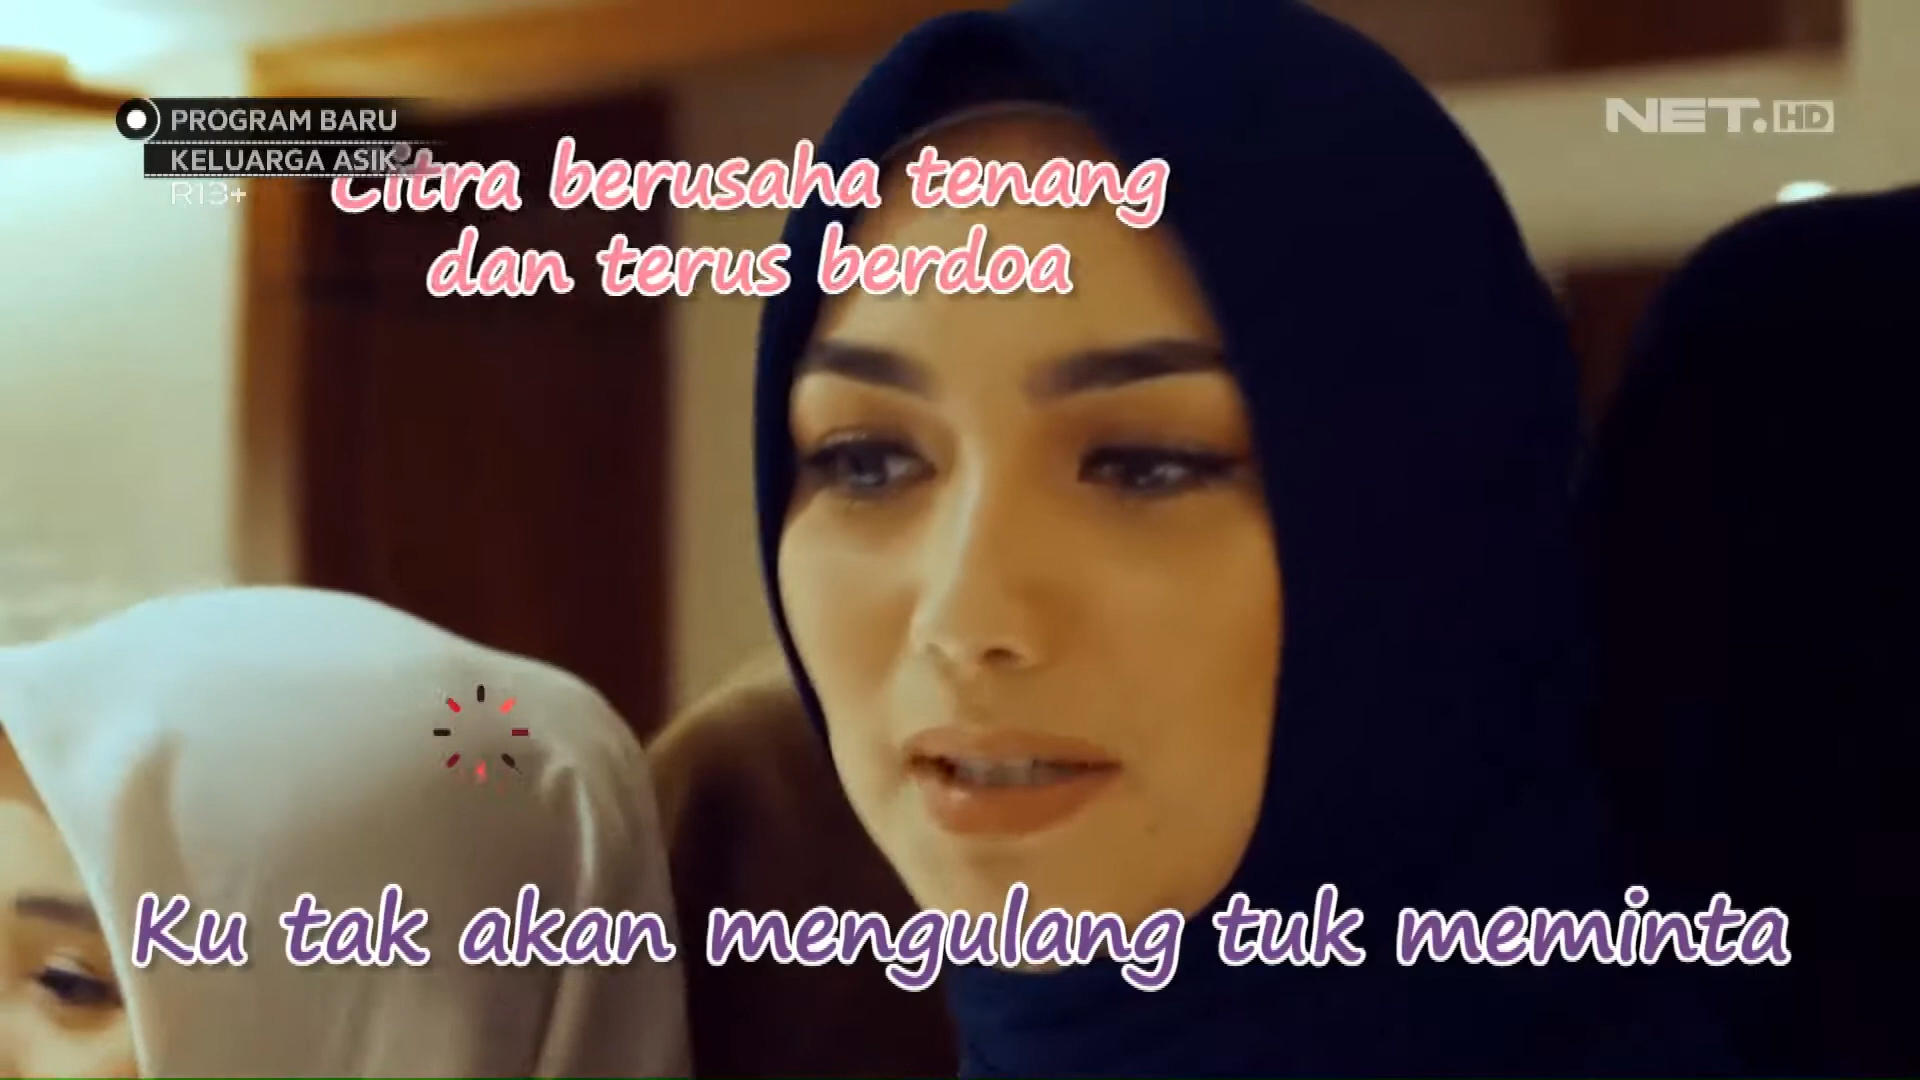 PROGRAM BARU
KELUARGA ASIK
R13+
NET.HD
Citra berusaha tenang
dan terus berdoa
Ku tak akan mengulang tuk meminta